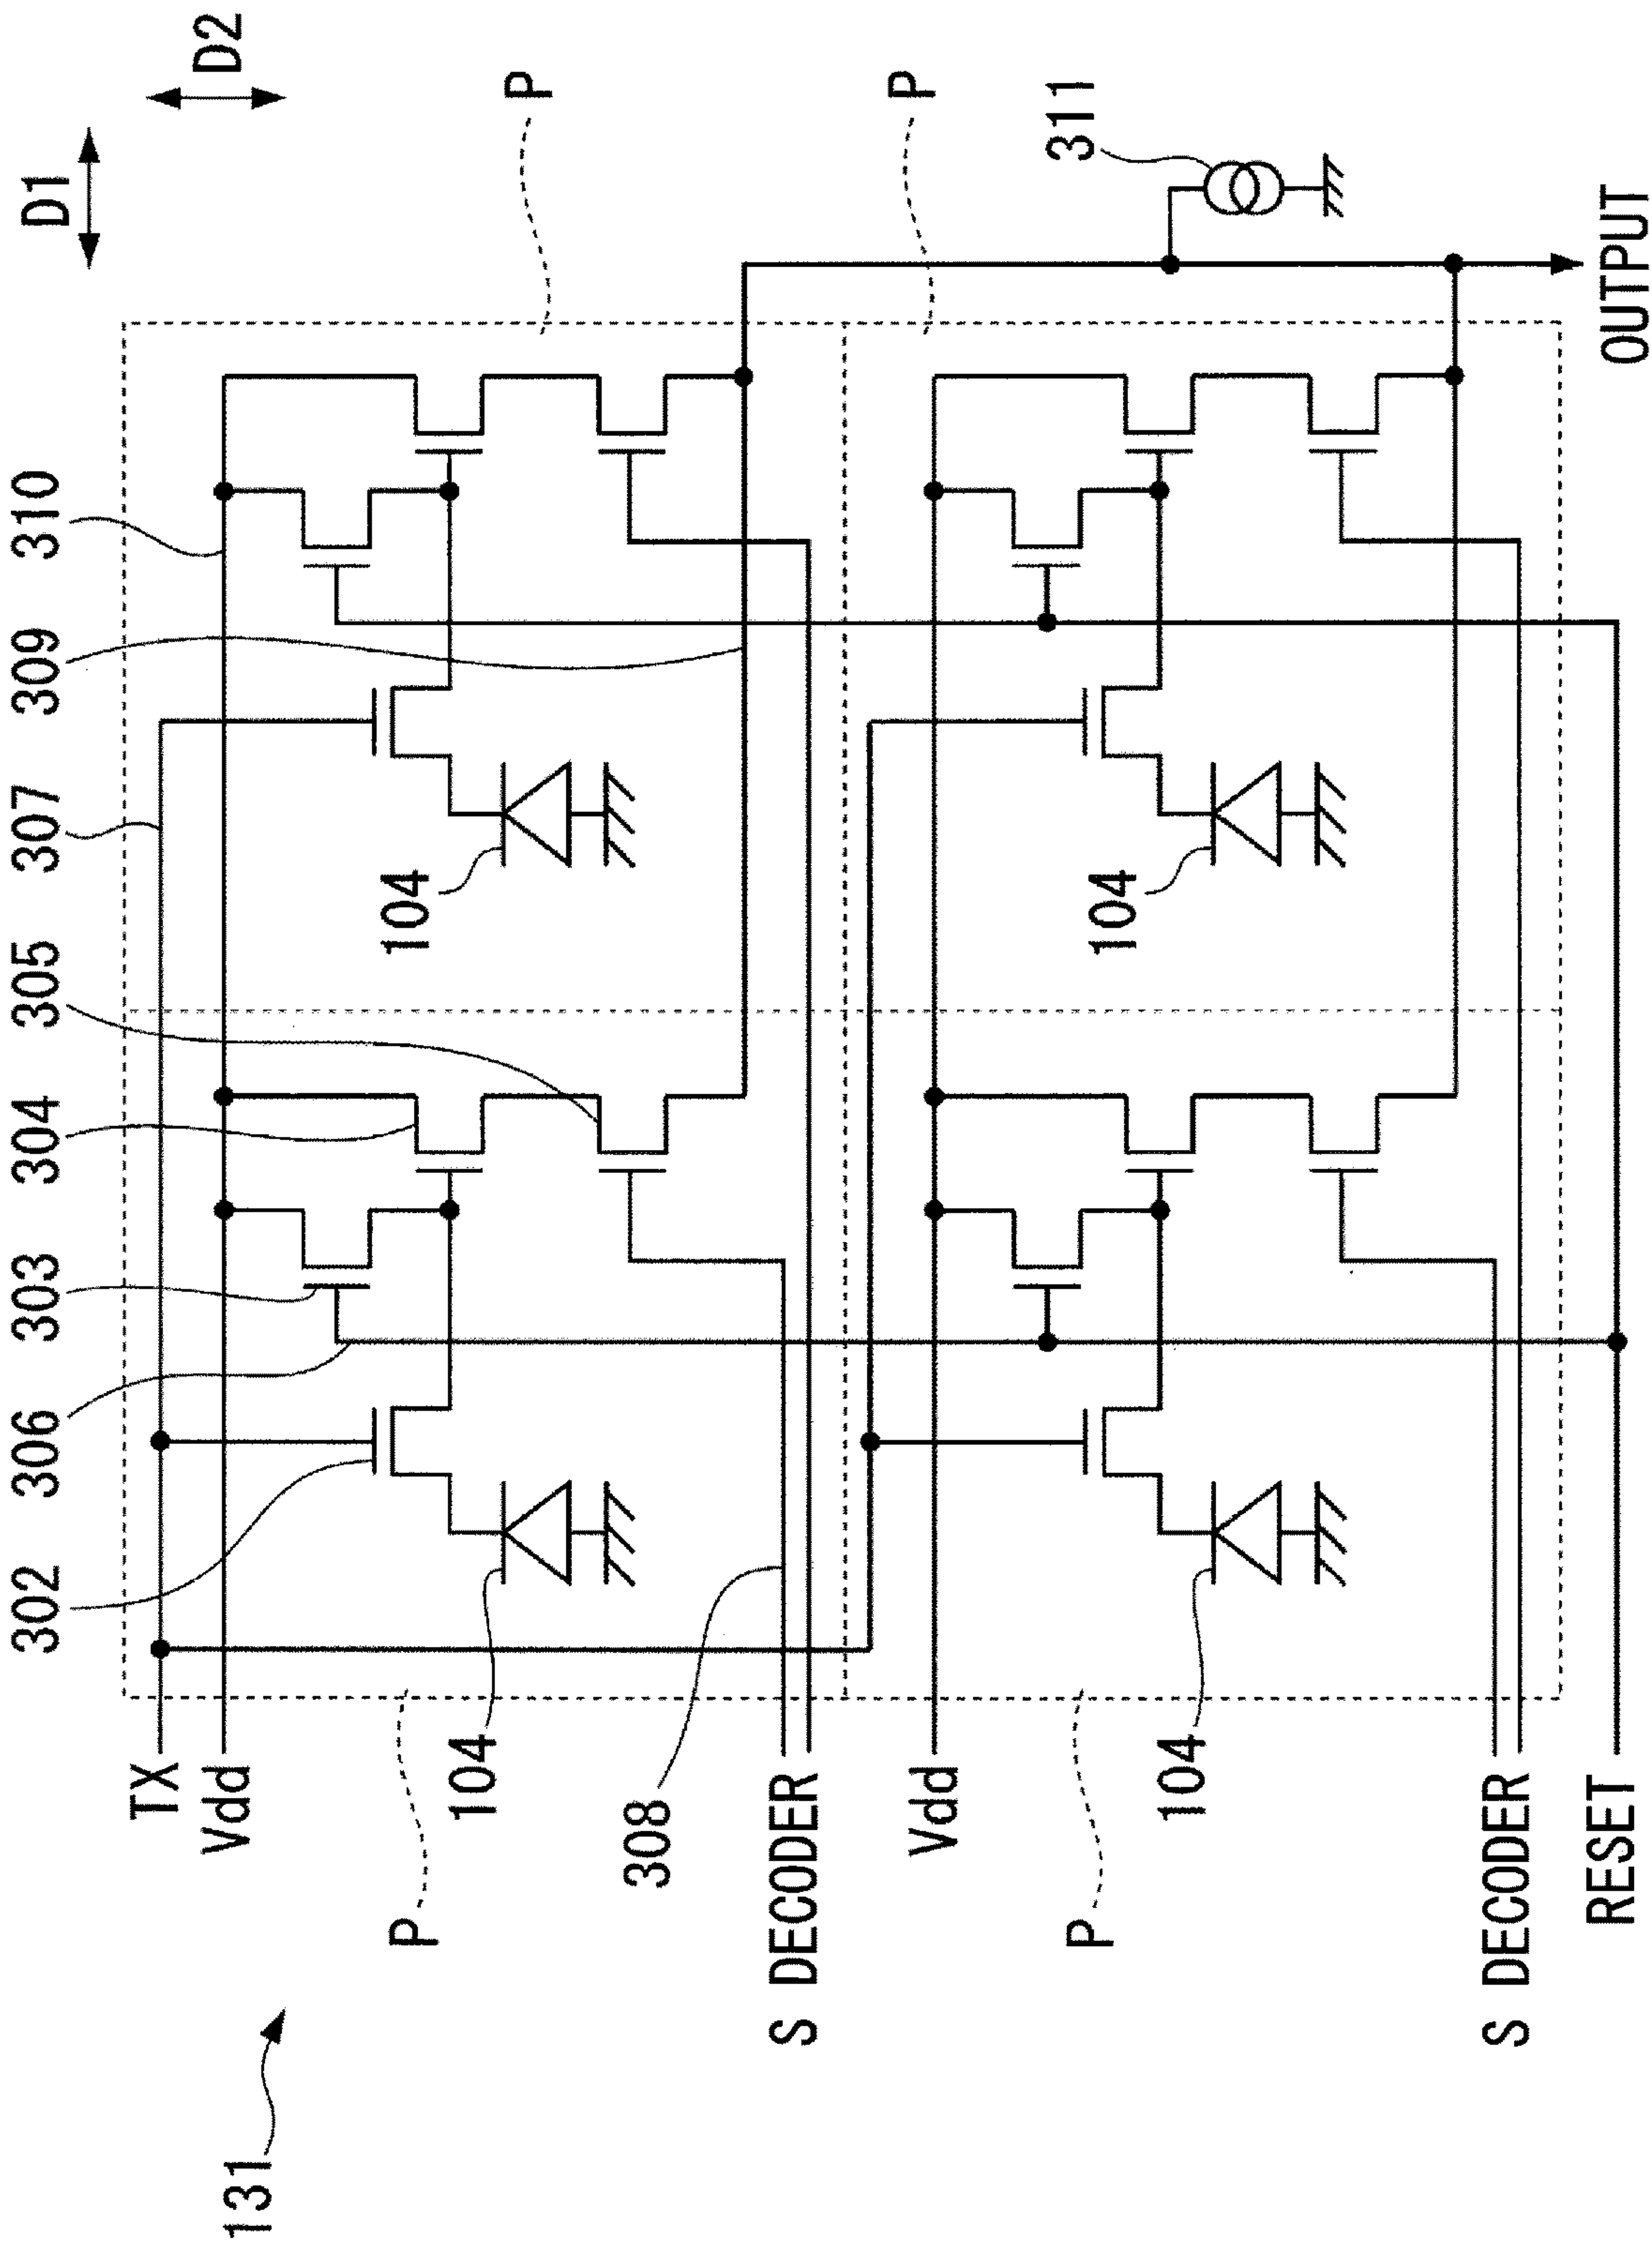 302 306 303 304 305 307 309 310
D1
D2
131
TX
Vdd
104
P
104
P
308
S DECODER
P
Vdd
311
P
104
104
S DECODER
RESET
OUTPUT